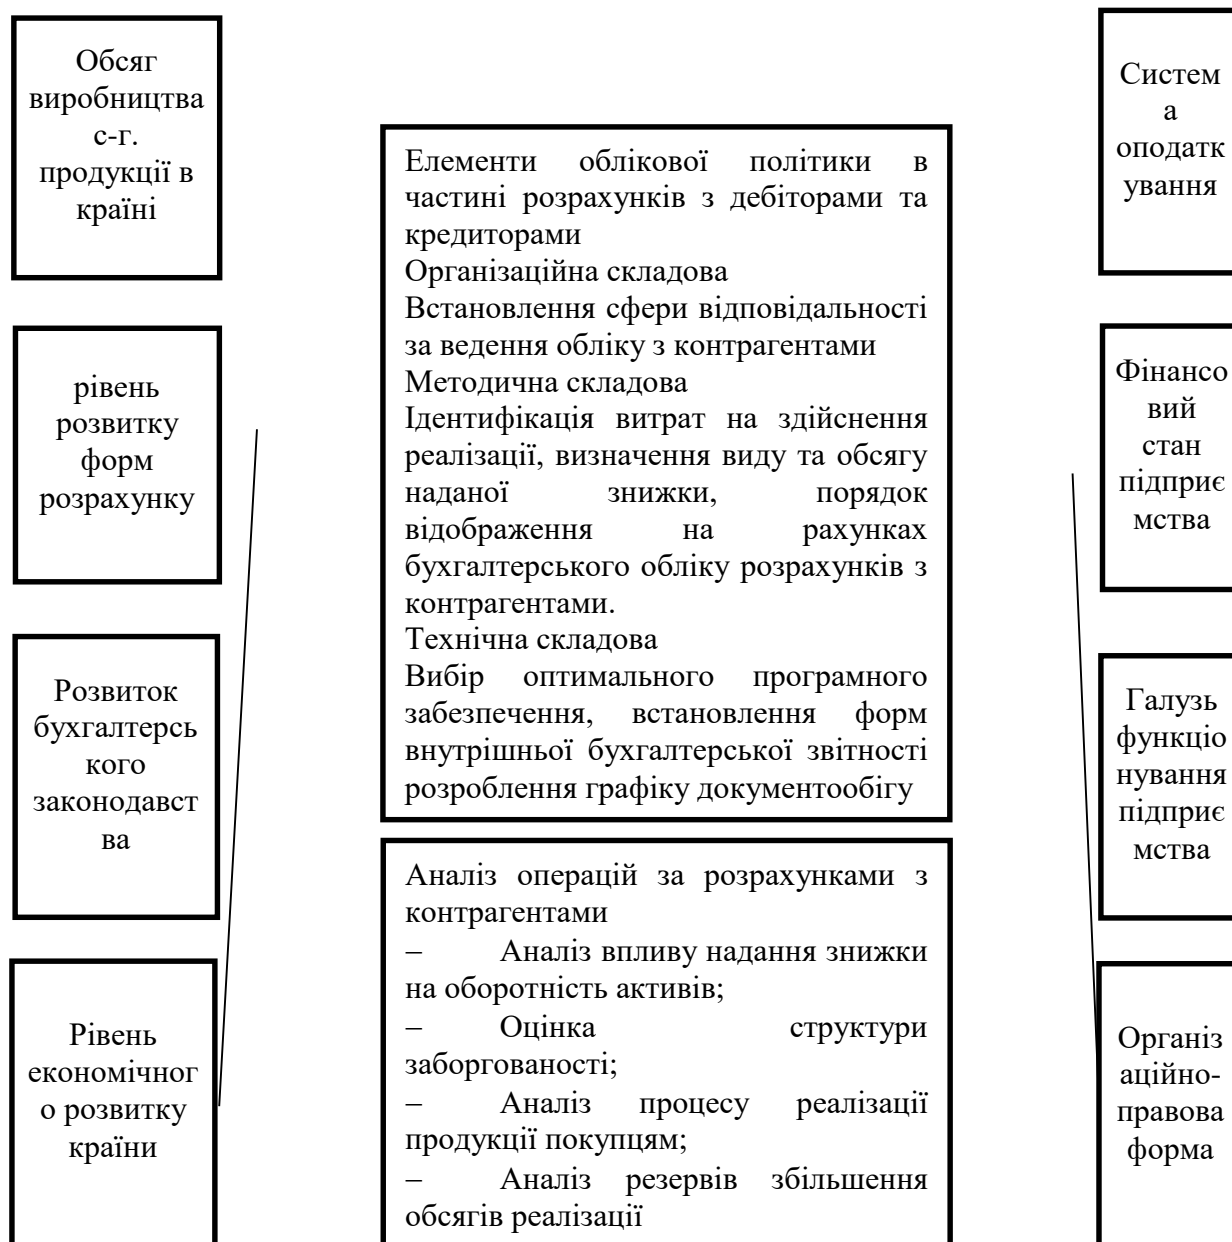 Обсяг
виробництва
с-г.
продукції в
країні
рівень
розвитку
форм
розрахунку
Розвиток
бухгалтерсь
кого
законодавст
ва
Рівень
економічног
о розвитку
країни
Елементи облікової політики в
частині розрахунків з дебіторами та
кредиторами
Організаційна складова
Встановлення сфери відповідальності
за ведення обліку з контрагентами
Методична складова
Ідентифікація витрат на здійснення
реалізації, визначення виду та обсягу
наданої знижки, порядок
відображення на рахунках
бухгалтерського обліку розрахунків з
контрагентами.
Технічна складова
Вибір оптимального програмного
забезпечення, встановлення форм
внутрішньої бухгалтерської звітності
розроблення графіку документообігу
Аналіз операцій за розрахунками з
контрагентами
– Аналіз впливу надання знижки
на оборотність активів;
– Оцінка структури
заборгованості;
– Аналіз процесу реалізації
продукції покупцям;
– Аналіз резервів збільшення
обсягів реалізації
Систем
а
оподатк
ування
Фінансо
вий
стан
підприє
мства
Галузь
функціо
нування
підприє
мства
Організ
аційно-
правова
форма